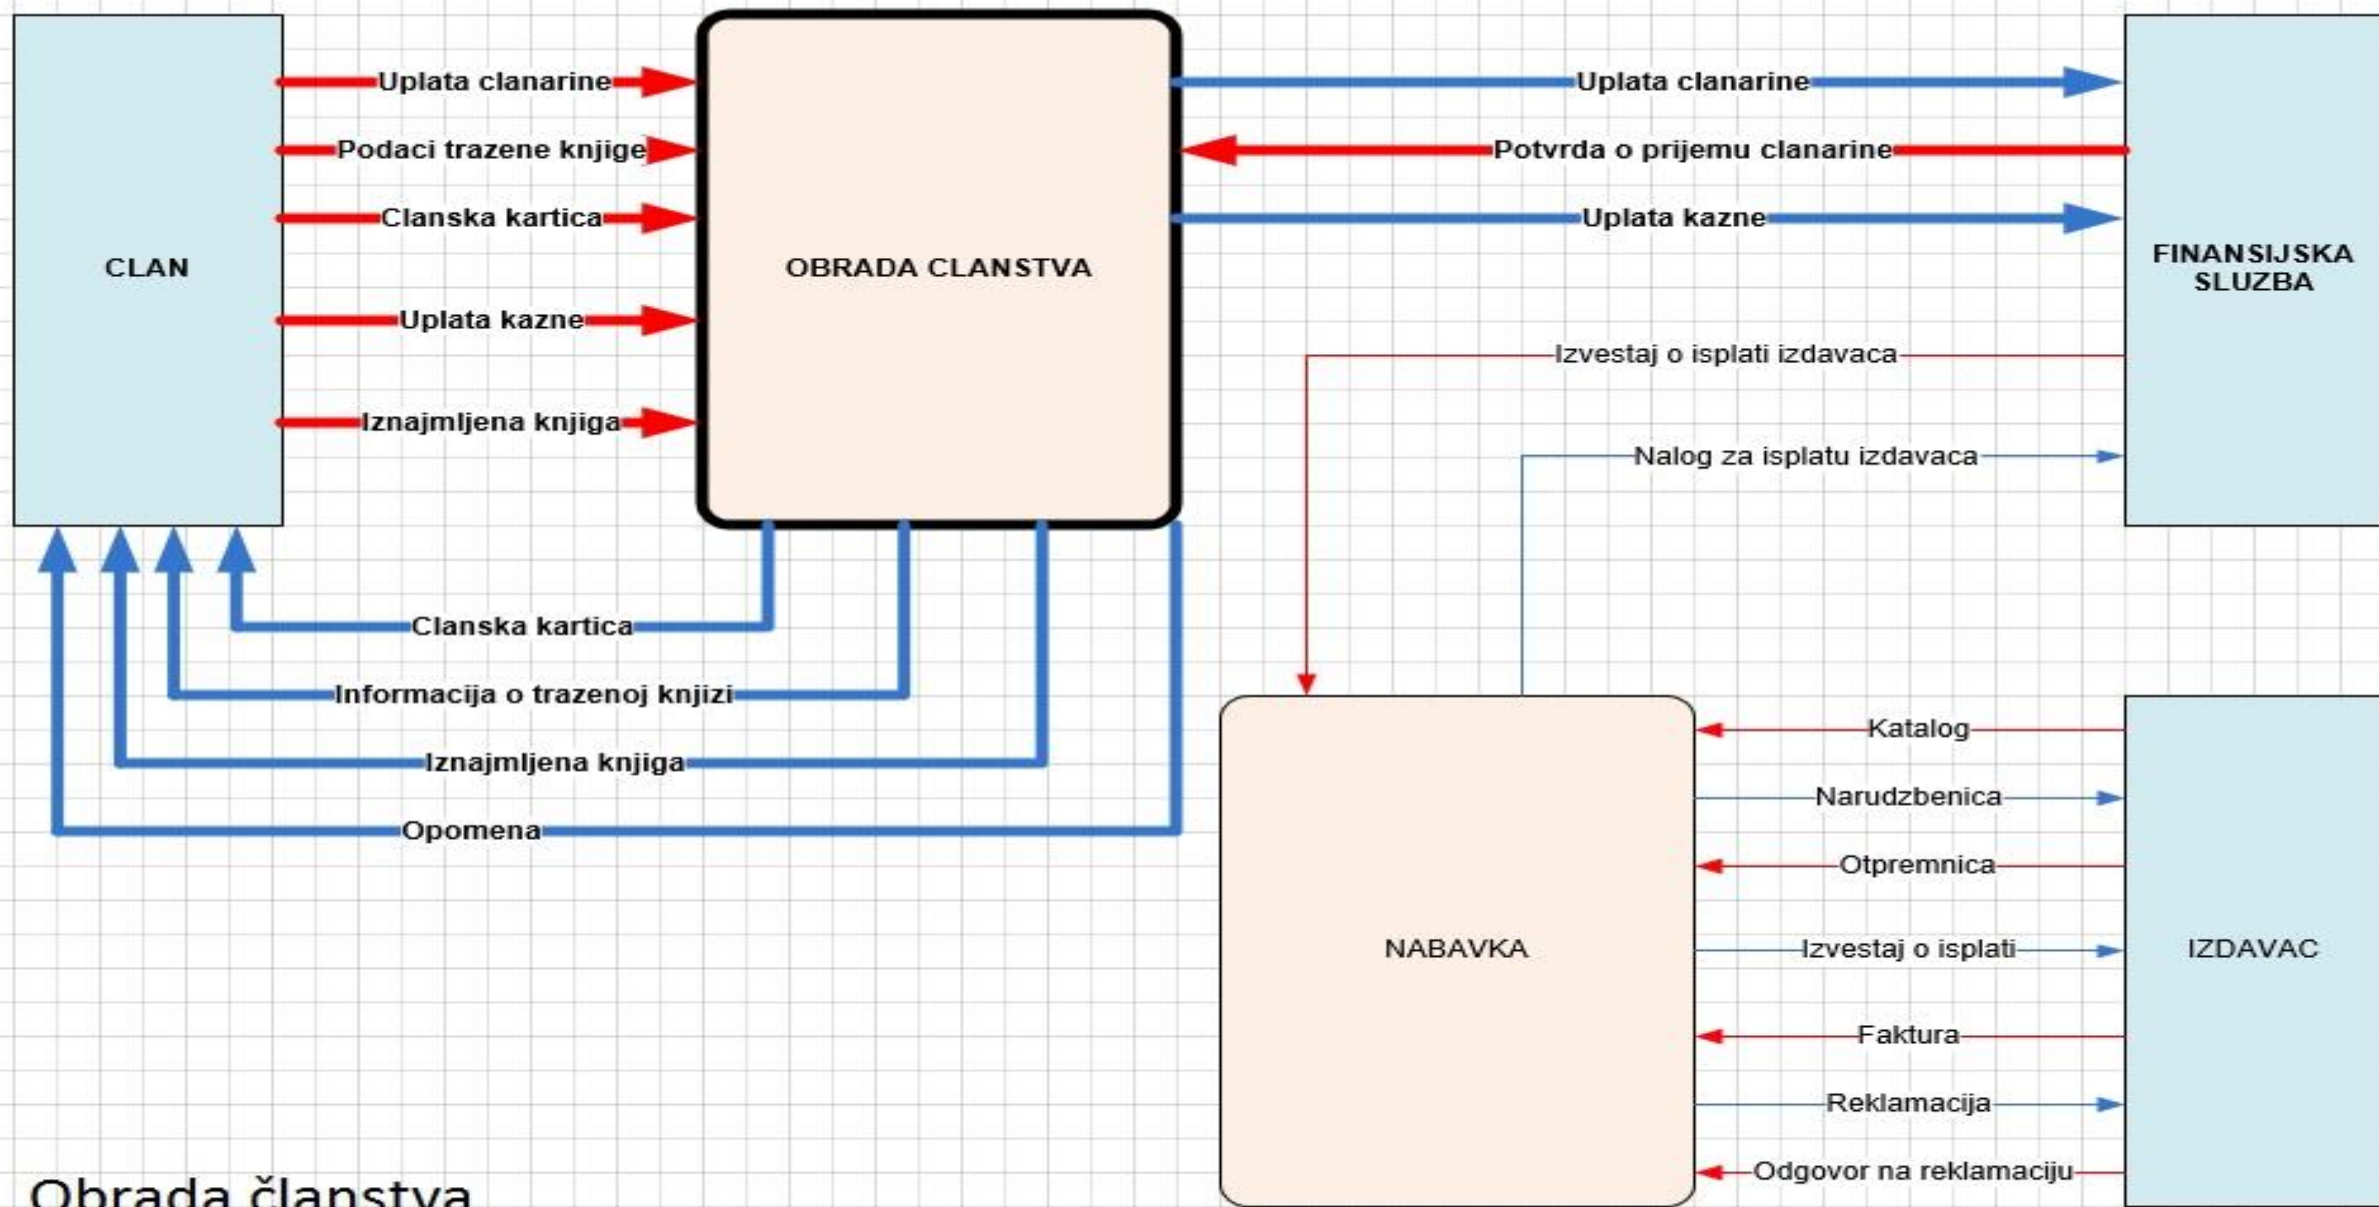 CLAN
Uplata clanarine
Podaci trazene knjige
Clanska kartica
Uplata kazne
Iznajmljena knjiga
OBRADA CLANSTVA
Uplata clanarine
Potvrda o prijemu clanarine
Uplata kazne
FINANSIJSKA
SLUZBA
Izvestaj o isplati izdavaca
Nalog za isplatu izdavaca
Clanska kartica
Informacija o trazenoj knjizi
Iznajmljena knjiga
Opomena
NABAVKA
Katalog
Narudzbenica
Otpremnica
Izvestaj o isplati
Faktura
Reklamacija
Odgovor na reklamaciju
IZDAVAC
Obrada članstva